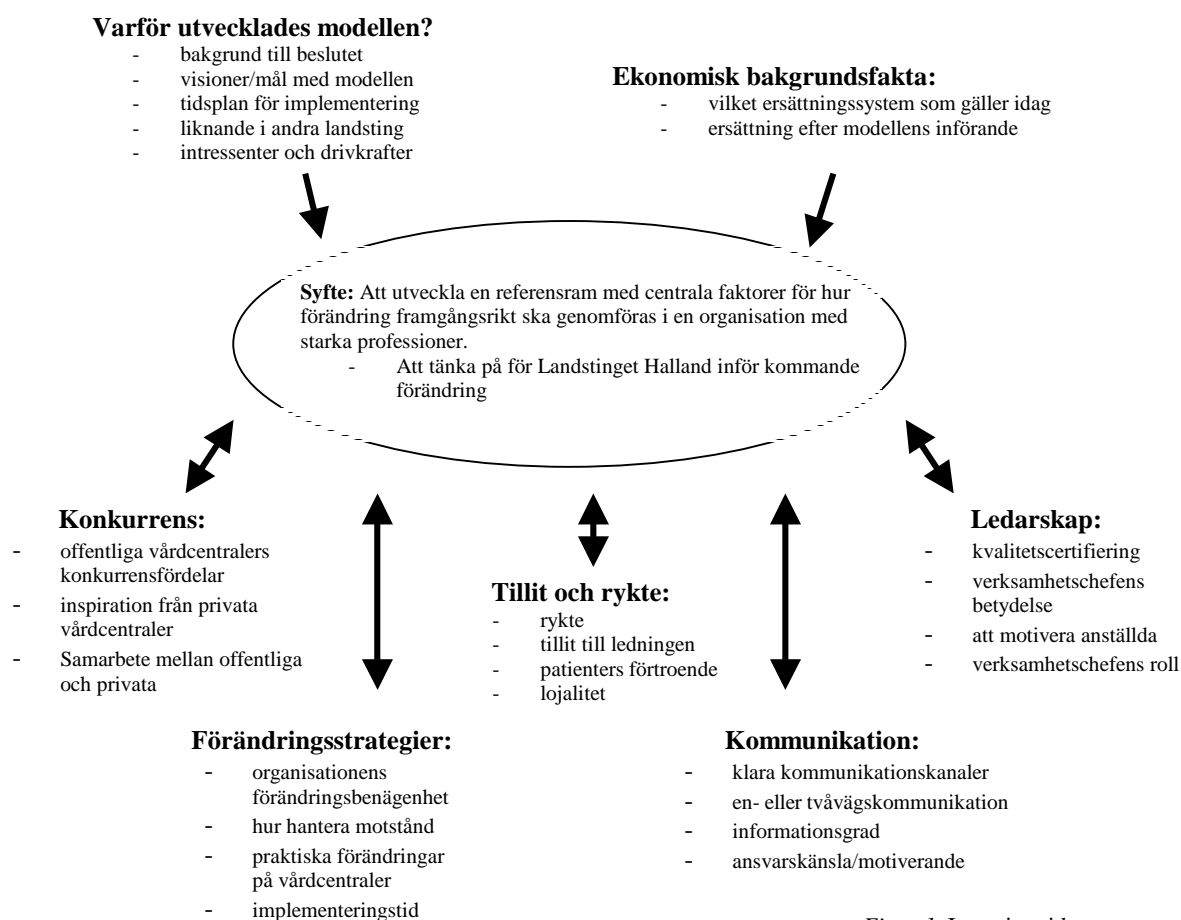 Varför utvecklades modellen?
- bakgrund till beslutet
- visioner/mål med modellen
- tidsplan för implementering
- liknande i andra landsting
- intressenter och drivkrafter
Ekonomisk bakgrundsfakta:
- vilket ersättningssystem som gäller idag
- ersättning efter modellens införande
Syfte: Att utveckla en referensram med centrala faktorer för hur
förändring framgångsrikt ska genomföras i en organisation med
starka professioner.
- Att tänka på för Landstinget Halland inför kommande
förändring
Konkurrens:
- offentliga vårdcentralers
konkurrensfördelar
- inspiration från privata
vårdcentraler
- Samarbete mellan offentliga
och privata
Tillit och rykte:
- rykte
- tillit till ledningen
- patienters förtroende
- lojalitet
Ledarskap:
- kvalitetscertifiering
- verksamhetschefens
betydelse
- att motivera anställda
- verksamhetschefens roll
Förändringsstrategier:
- organisationens
förändringsbenägenhet
- hur hantera motstånd
- praktiska förändringar
på vårdcentraler
- implementeringstid
Kommunikation:
- klara kommunikationskanaler
- en- eller tvåvägskommunikation
- informationsgrad
- ansvarskänsla/motiverande